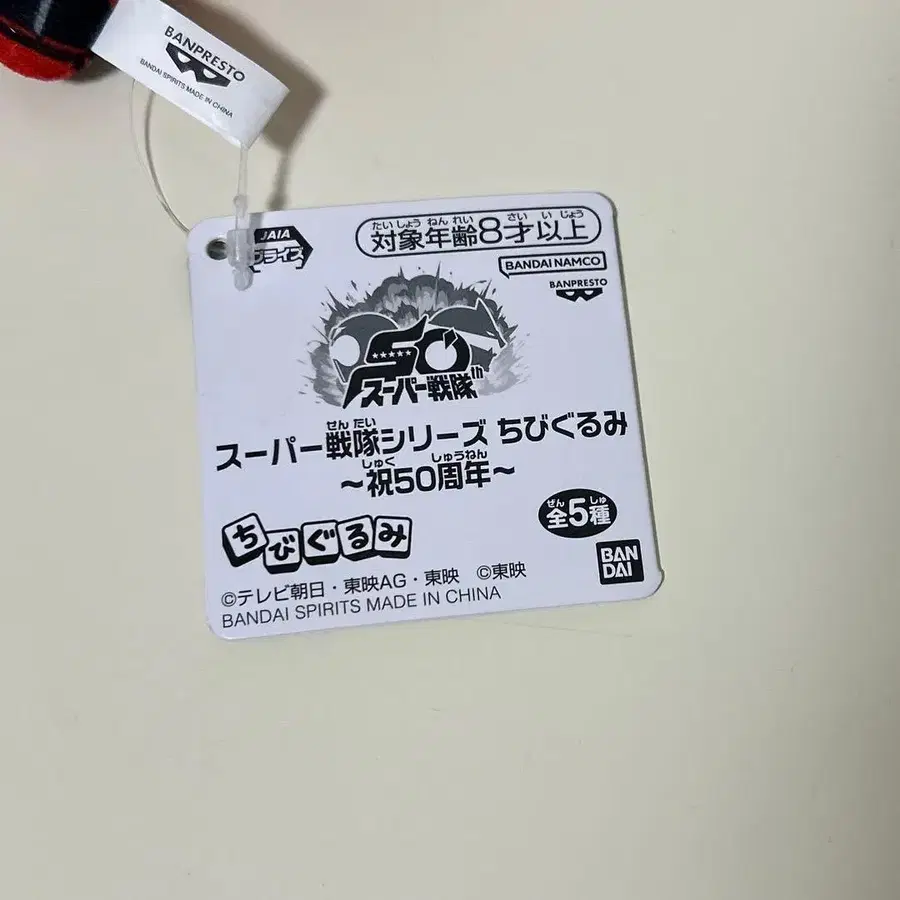 BANPRESTO
BANDAI SPIRITS MADE IN CHINA
JAIA
プライズ
たいしょう ねん れい さい い じょう
対象年齢8才以上
BANDAI NAMCO
BANPRESTO
50th
スーパー戦隊
せん たい
スーパー戦隊シリーズ ちびぐるみ
しゅく しゅうねん
～祝50周年～
ぜん しゅ
全5種
ちびぐるみ
BAN
DAI
©テレビ朝日・東映AG・東映 ©東映
BANDAI SPIRITS MADE IN CHINA